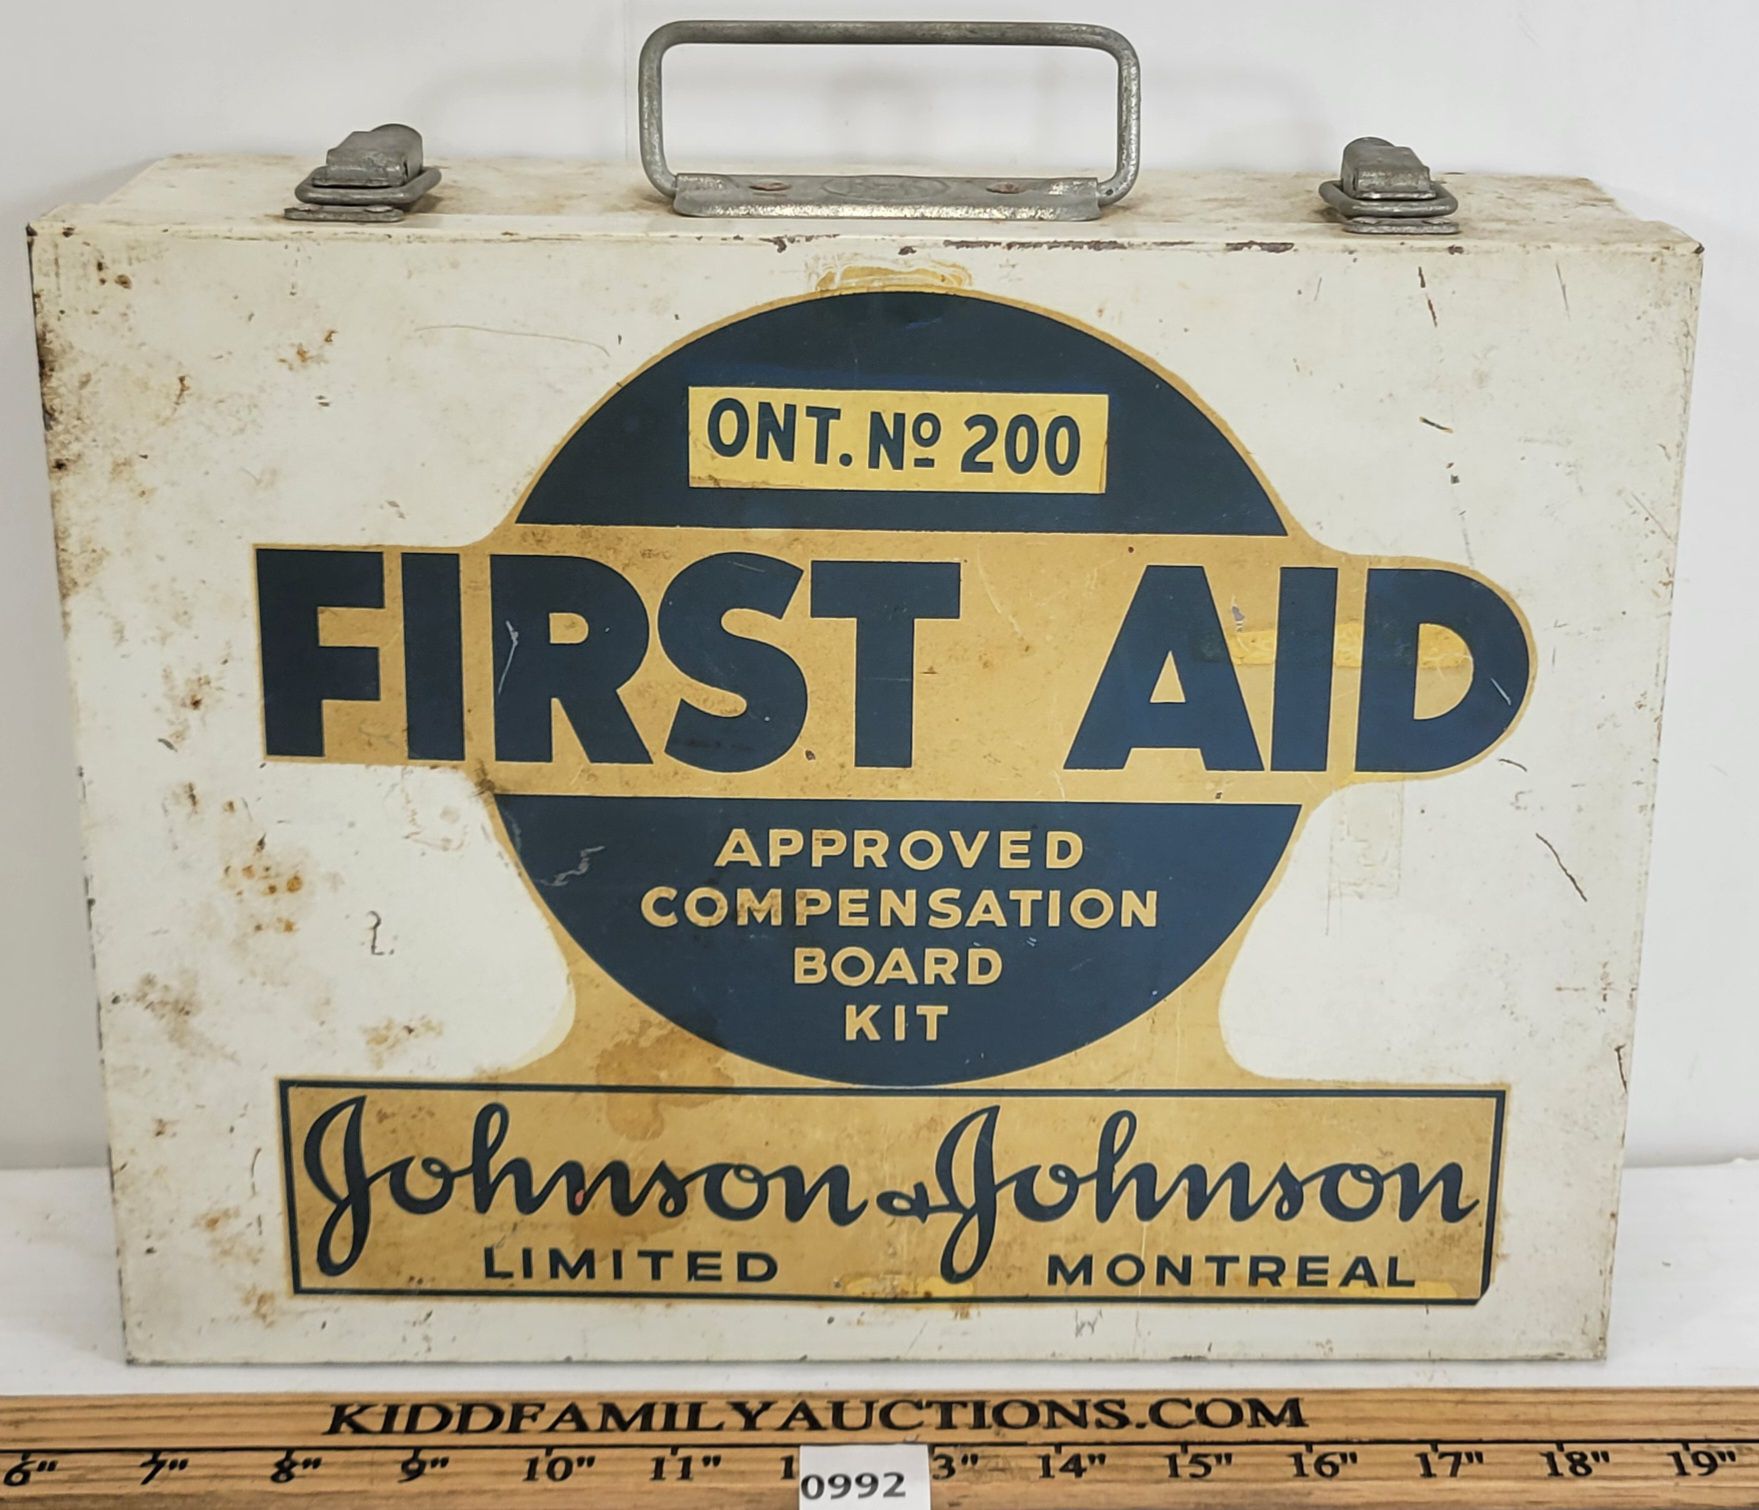 ONT. Nº 200
FIRST AID
APPROVED
COMPENSATION
BOARD
KIT
Johnson & Johnson
LIMITED MONTREAL
KIDDFAMILYAUCTIONS.COM
6" 7" 8" 9" 10" 11" 1 3" 14" 15" 16" 17" 18" 19"
0992